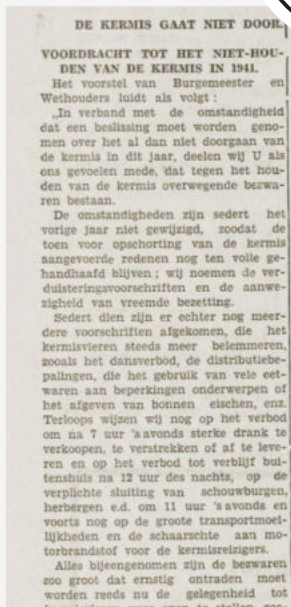 DE KERMIS GAAT NIET DOOR.
VOORDRACHT TOT HET NIET-HOU-
DEN VAN DE KERMIS IN 1941.
Het voorstel van Burgemeester en
Wethouders luidt als volgt :
„In verband met de omstandigheid
dat een beslissing moet worden geno-
men over het al dan niet doorgaan van
de kermis in dit jaar, deelen wij U als
ons gevoelen mede, dat tegen het hou-
den van de kermis overwegende bezwa-
ren bestaan.
De omstandigheden zijn sedert het
vorige jaar niet gewijzigd, zoodat de
toen voor opschorting van de kermis
aangevoerde redenen nog ten volle ge-
handhaafd blijven ; wij noemen de ver-
duisteringsvoorschriften en de aanwe-
zigheid van vreemde bezetting.
Sedert dien zijn er echter nog meer-
dere voorschriften afgekomen, die het
kermisvieren steeds meer belemmeren,
zooals het dansverbod, de distributiebe-
palingen, die het gebruik van vele eet-
waren aan beperkingen onderwerpen of
het afgeven van bonnen eischen, enz.
Terloops wijzen wij nog op het verbod
om na 7 uur 's avonds sterke drank te
verkoopen, te verstrekken of af te leve-
ren en op het verbod tot verblijf bui-
tenshuis na 12 uur des nachts, op de
verplichte sluiting van schouwburgen,
herbergen e.d. om 11 uur 's avonds en
voorts nog op de groote transportmoei-
lijkheden en de schaarschte aan mo-
torbrandstof voor de kermisreizigers.
Alles bijeengenomen zijn de bezwaren
zoo groot dat ernstig ontraden moet
worden reeds nu de gelegenheid tot